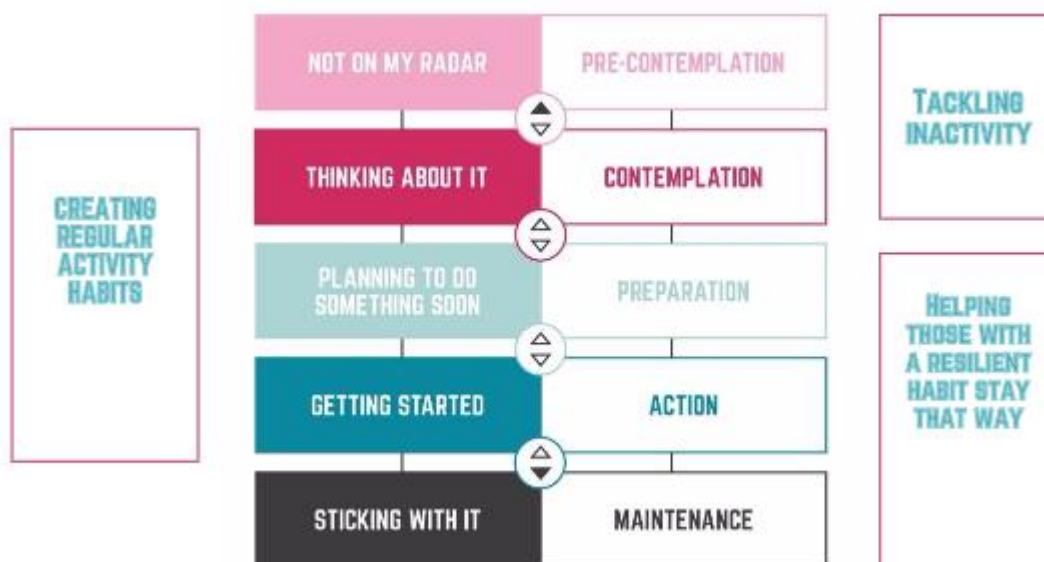 CREATING
REGULAR
ACTIVITY
HABITS
NOT ON MY RADAR
PRE-CONTEMPLATION
THINKING ABOUT IT
CONTEMPLATION
PLANNING TO DO
SOMETHING SOON
PREPARATION
GETTING STARTED
ACTION
STICKING WITH IT
MAINTENANCE
TACKLING
INACTIVITY
HELPING
THOSE WITH
A RESILIENT
HABIT STAY
THAT WAY